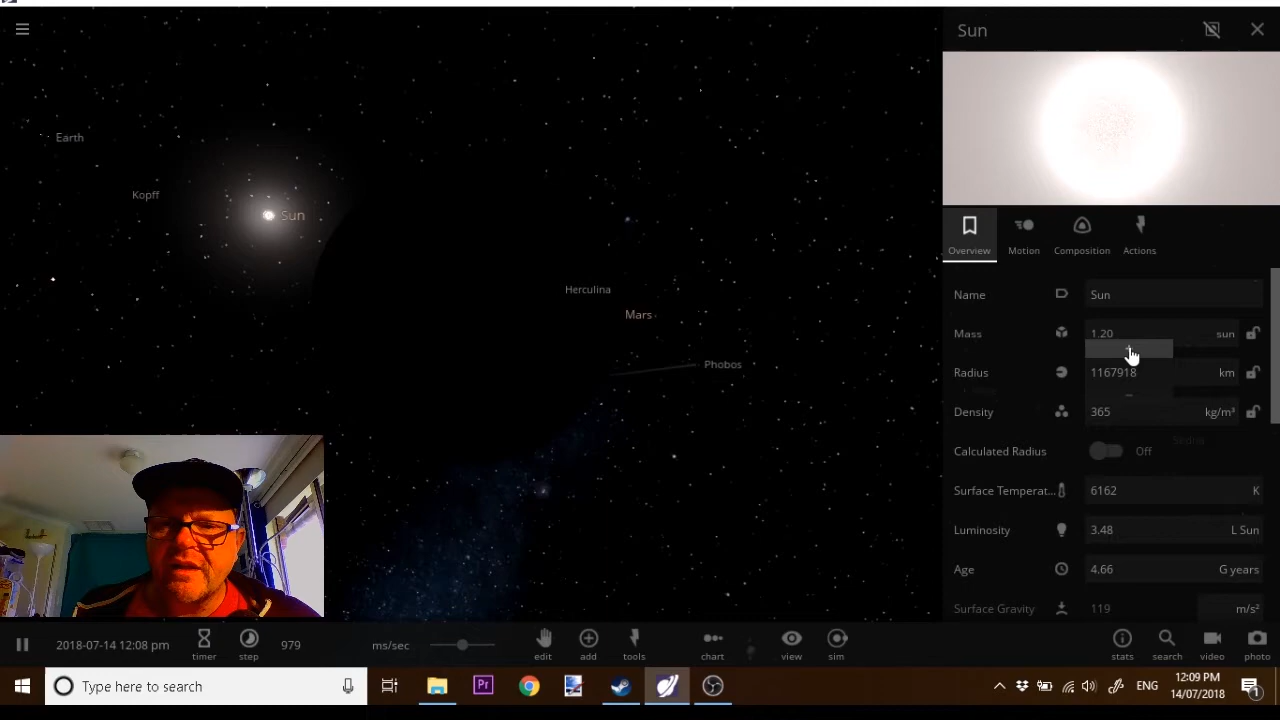 Sun
Earth
Kopff
Sun
Herculina
Mars
Phobos
Overview
Motion
Composition
Actions
Name Sun
Mass 1.20 sun
Radius 1167918 km
Density 365 kg/m³
Sedna
Calculated Radius Off
Surface Temperat... 6162 K
Luminosity 3.48 L Sun
Age 4.66 G years
Surface Gravity 119 m/s²
2018-07-14 12:08 pm
timer
step
979 ms/sec
edit
add
tools
chart
view
sim
stats
search
video
photo
Type here to search
Pr
ENG
12:09 PM
14/07/2018
1